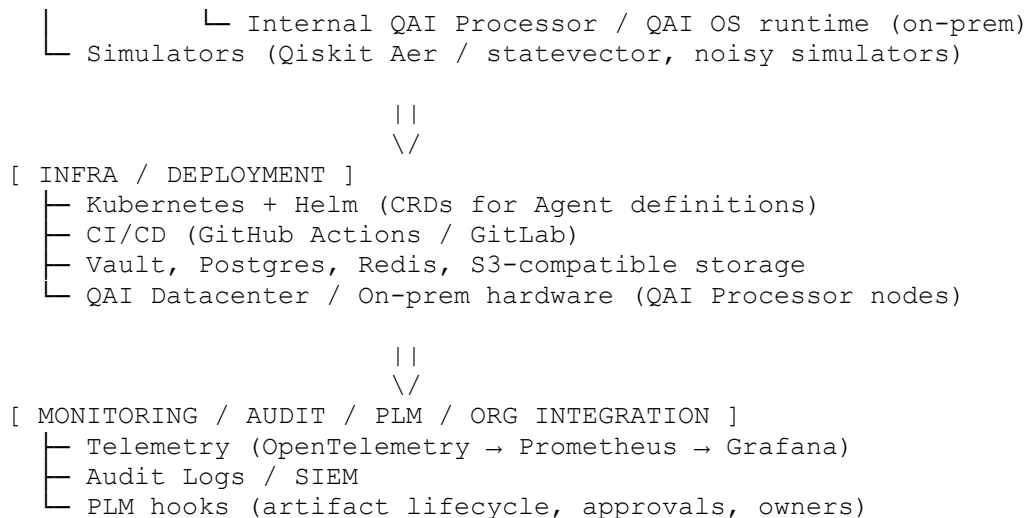 │         └─ Internal QAI Processor / QAI OS runtime (on-prem)
└─ Simulators (Qiskit Aer / statevector, noisy simulators)
||
\/
[ INFRA / DEPLOYMENT ]
├─ Kubernetes + Helm (CRDs for Agent definitions)
├─ CI/CD (GitHub Actions / GitLab)
├─ Vault, Postgres, Redis, S3-compatible storage
└─ QAI Datacenter / On-prem hardware (QAI Processor nodes)
||
\/
[ MONITORING / AUDIT / PLM / ORG INTEGRATION ]
├─ Telemetry (OpenTelemetry → Prometheus → Grafana)
├─ Audit Logs / SIEM
└─ PLM hooks (artifact lifecycle, approvals, owners)